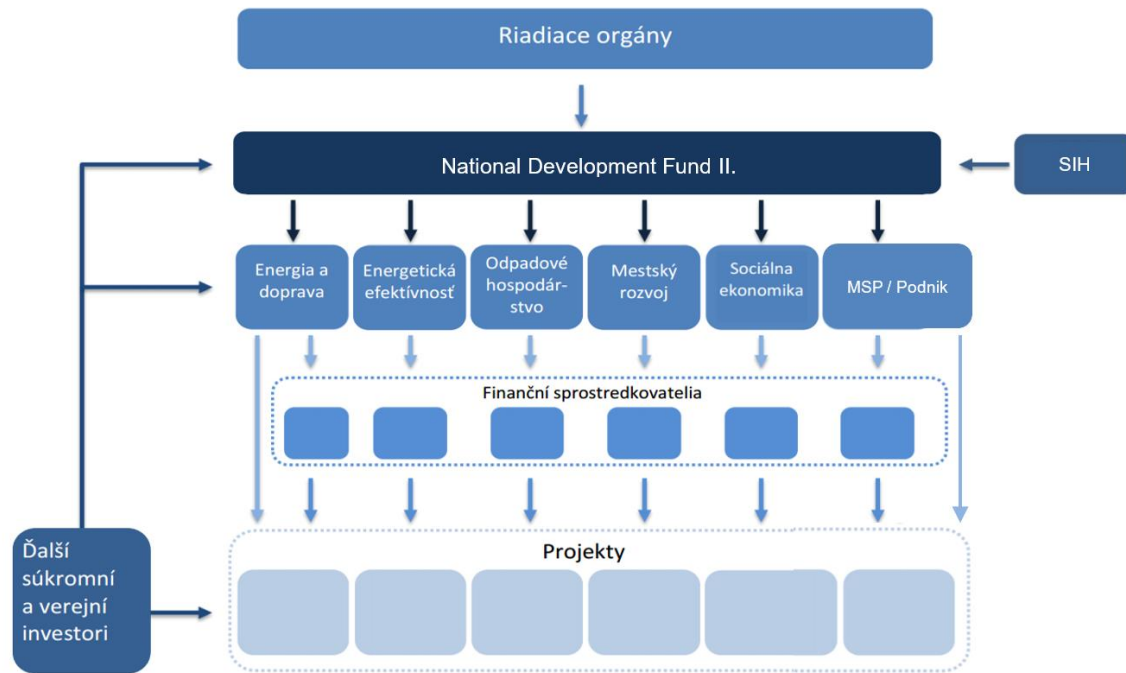 Riadiace orgány
National Development Fund II.
SIH
Energia a
doprava
Energetická
efektívnosť
Odpadové
hospodár-
stvo
Mestský
rozvoj
Sociálna
ekonomika
MSP / Podnik
Finanční sprostredkovatelia
Projekty
Ďalší
súkromní
a verejní
investori